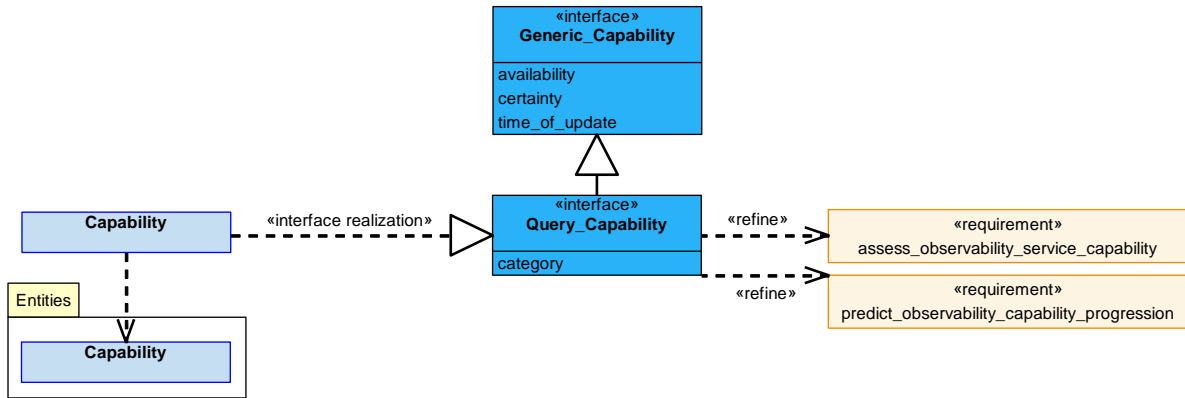 «interface»
Generic_Capability
availability
certainty
time_of_update
Capability
«interface realization»
«interface»
Query_Capability
category
«refine»
«requirement»
assess_observability_service_capability
«refine»
«requirement»
predict_observability_capability_progression
Entities
Capability